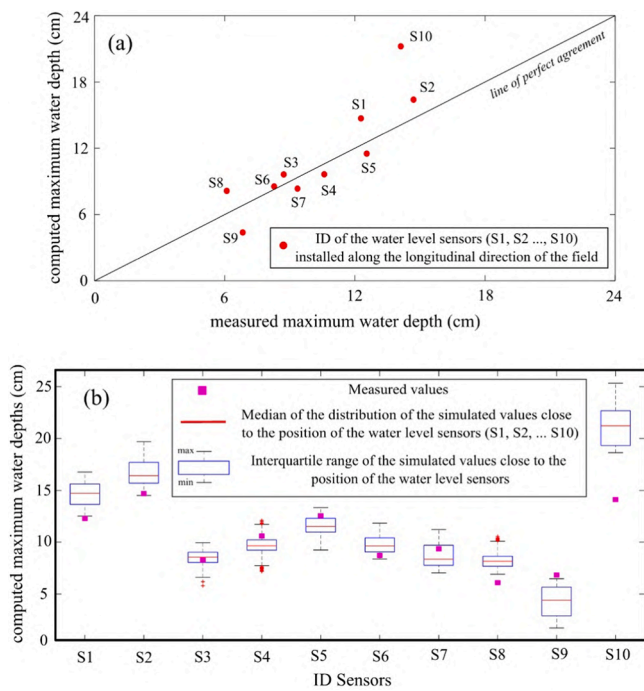 (a)
computed maximum water depth (cm)
24
18
12
6
0
S10
S2
S1
S5
S3
S4
S6
S7
S8
S9
line of perfect agreement
ID of the water level sensors (S1, S2 ..., S10)
installed along the longitudinal direction of the field
0 6 12 18 24
measured maximum water depth (cm)
(b)
computed maximum water depths (cm)
25
20
15
10
5
0
Measured values
Median of the distribution of the simulated values close
to the position of the water level sensors (S1, S2, ... S10)
max
min
Interquartile range of the simulated values close to the
position of the water level sensors
S1 S2 S3 S4 S5 S6 S7 S8 S9 S10
ID Sensors